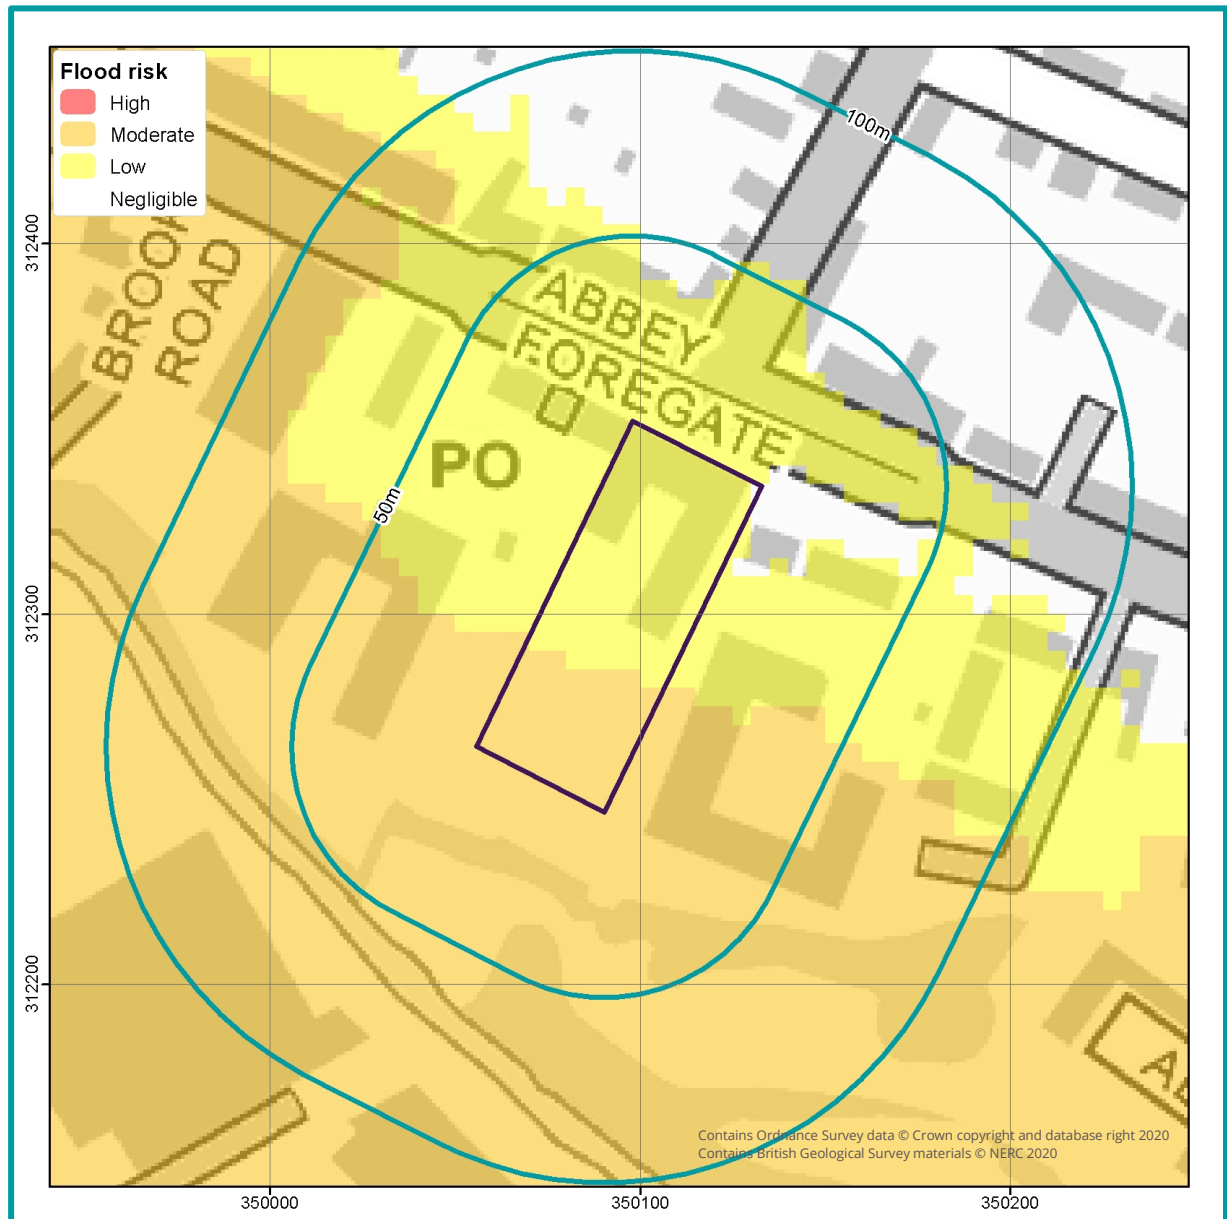 Flood risk
High
Moderate
Low
Negligible
100m
312400
BROOK
ROAD
ABBEY
FOREGATE
PO
50m
312300
312200
350000
350100
350200
Contains Ordnance Survey data © Crown copyright and database right 2020
Contains British Geological Survey materials © NERC 2020